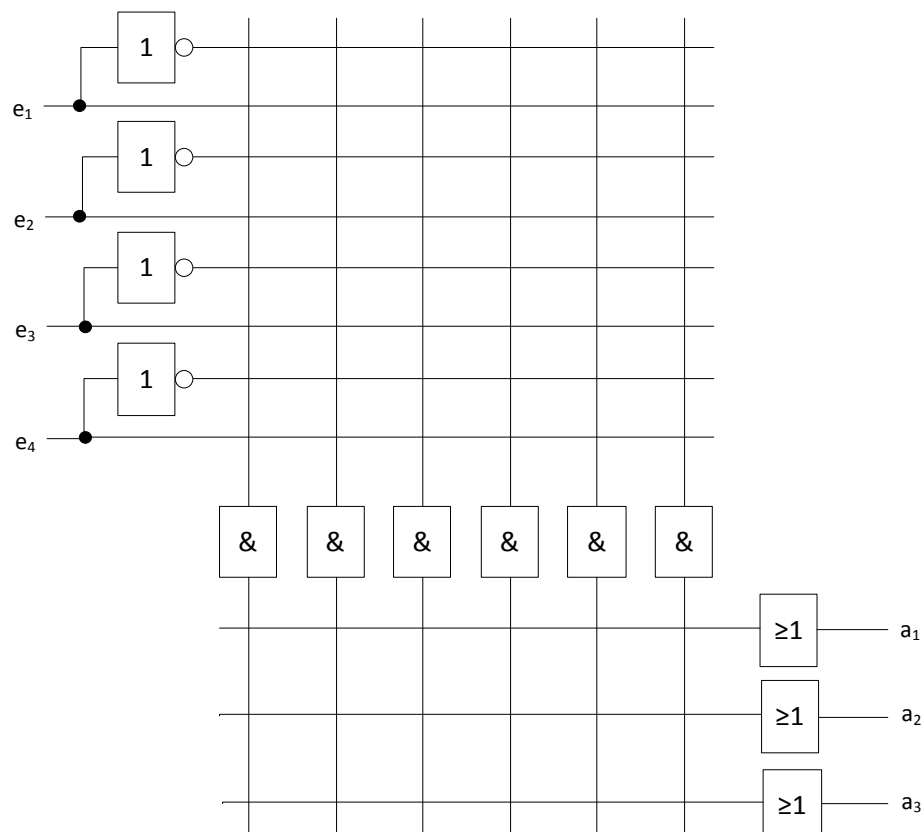 1
e₁
1
e₂
1
e₃
1
e₄
& & & & & &
≥1 a₁
≥1 a₂
≥1 a₃